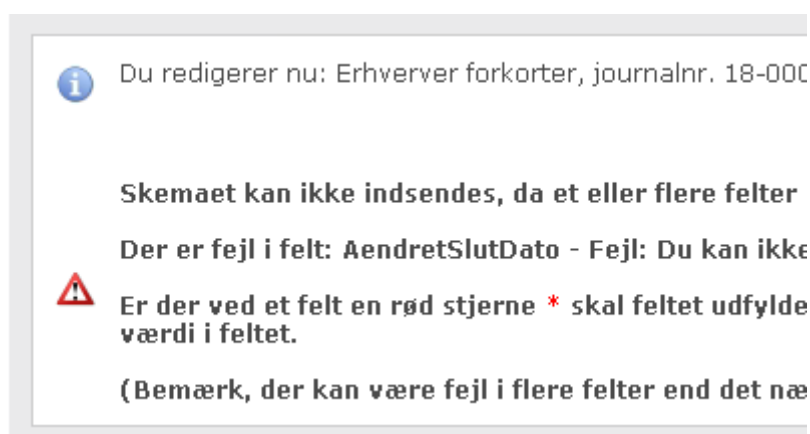 Du redigerer nu: Erhverver forkorter, journalnr. 18-000
Skemaet kan ikke indsendes, da et eller flere felter
Der er fejl i felt: AendretSlutDato - Fejl: Du kan ikke
Er der ved et felt en rød stjerne * skal feltet udfylde
værdi i feltet.
(Bemærk, der kan være fejl i flere felter end det næ